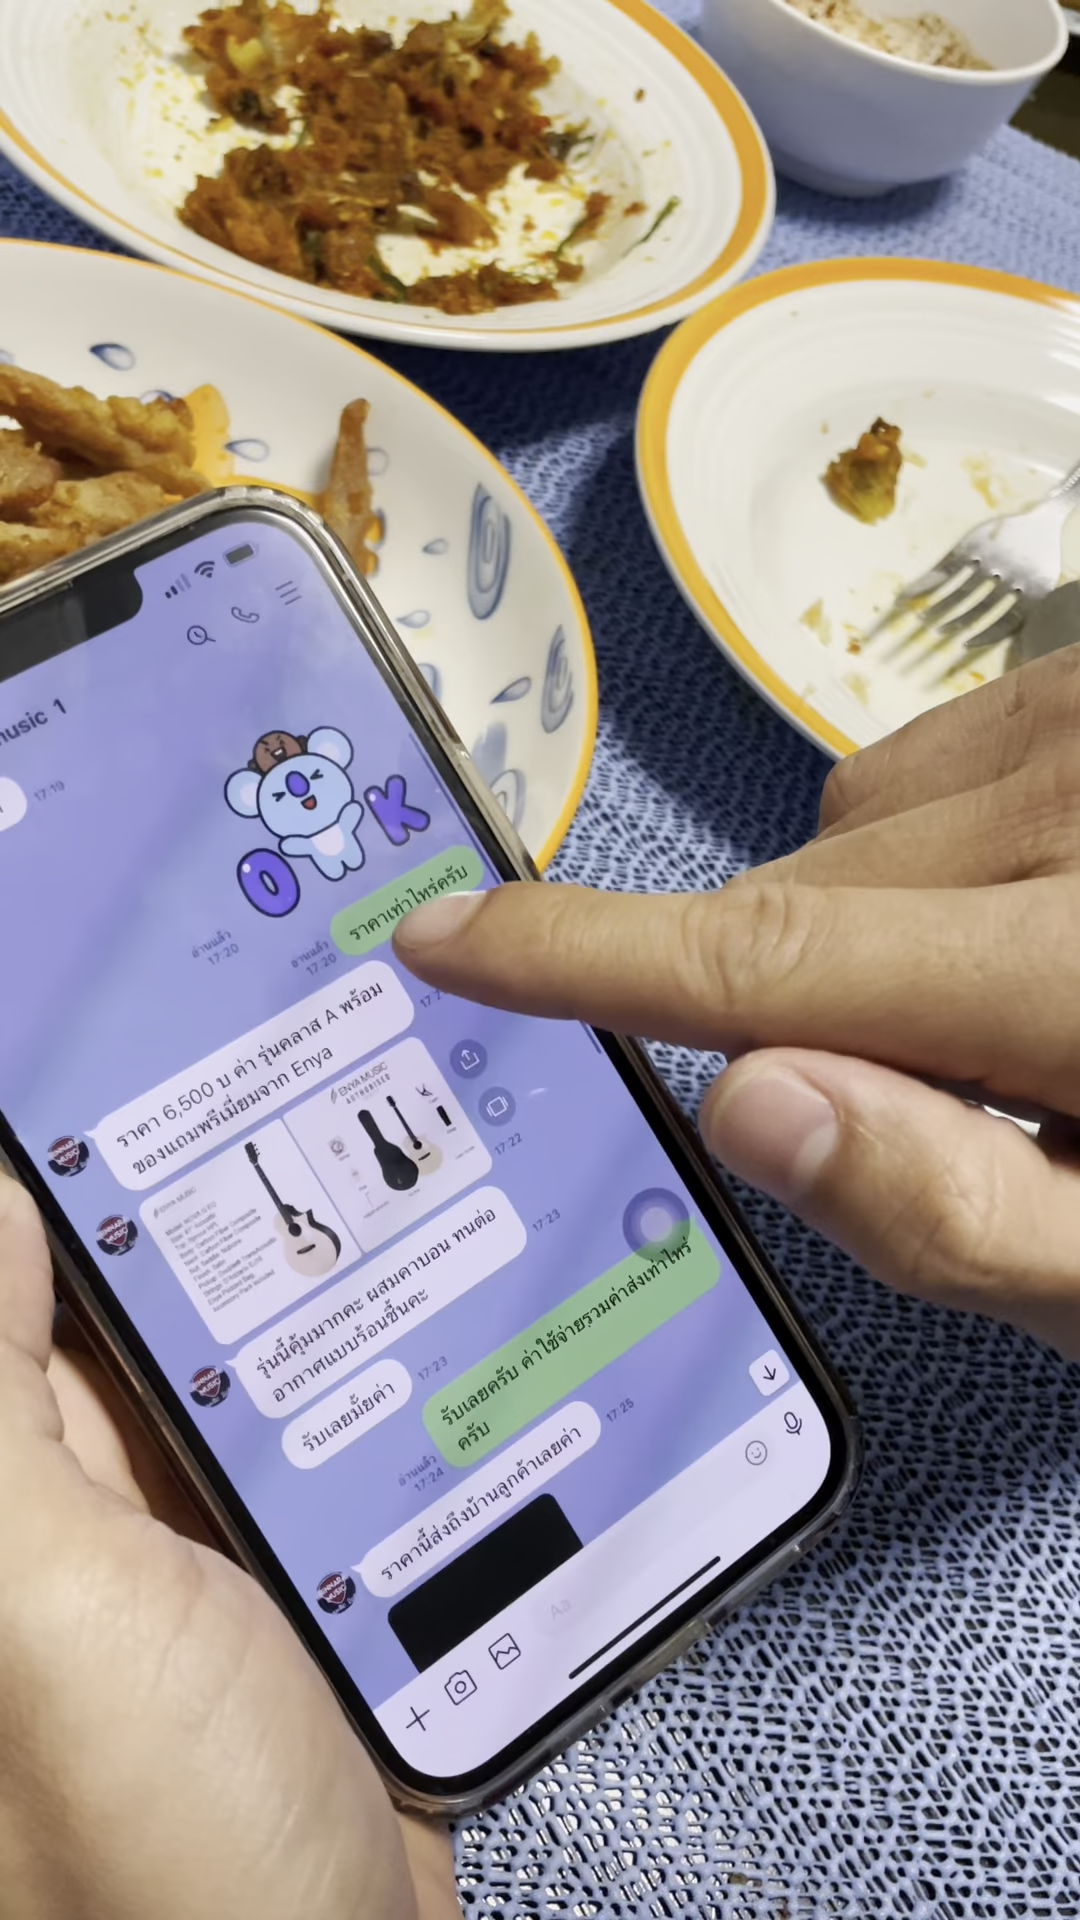 music 1
17:19
OK
ราคาเท่าไหร่ครับ
อ่านแล้ว
17:20
อ่านแล้ว
17:20
ราคา 6,500 บ ค่า รุ่นคลาส A พร้อม
ของแถมพรีเมี่ยมจาก Enya
ENYA MUSIC
ENYA MUSIC
AUTHORISED
17:22
รุ่นนี้คุ้มมากคะ ผสมคาบอน ทนต่อ
อากาศแบบร้อนชื้นคะ
17:23
รับเลยมั้ยค่า
17:23
รับเลยครับ ค่าใช้จ่ายรวมค่าส่งเท่าไหร่
ครับ
อ่านแล้ว
17:24
ราคานี้ส่งถึงบ้านลูกค้าเลยค่า
17:25
Aa